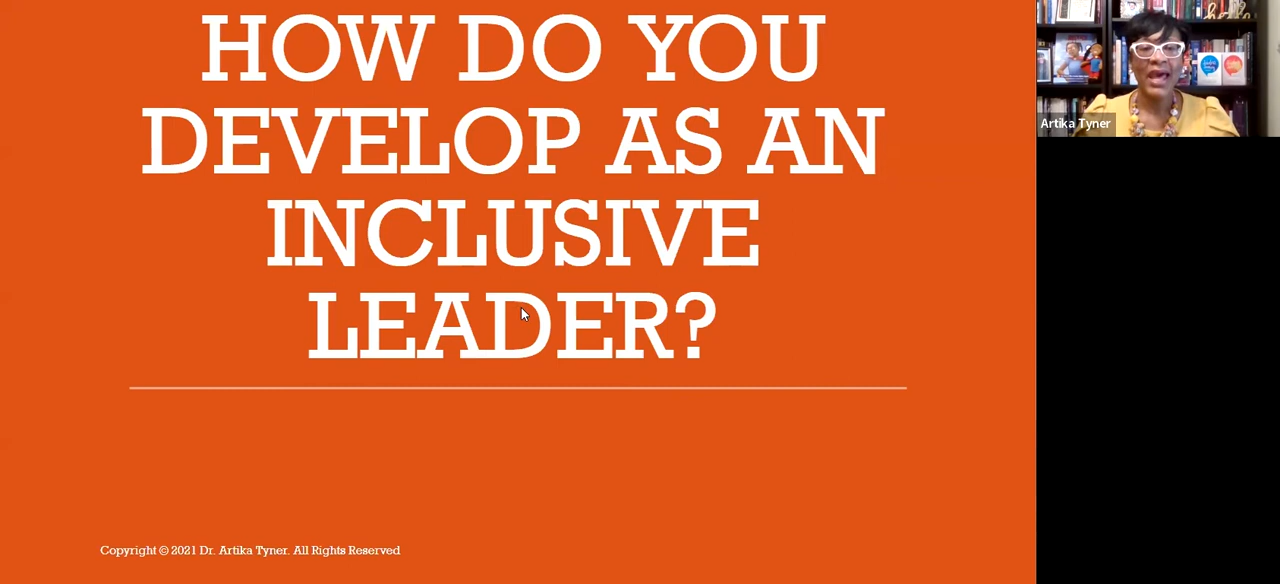 HOW DO YOU
DEVELOP AS AN
INCLUSIVE
LEADER?
Copyright © 2021 Dr. Artika Tyner. All Rights Reserved
Artika Tyner